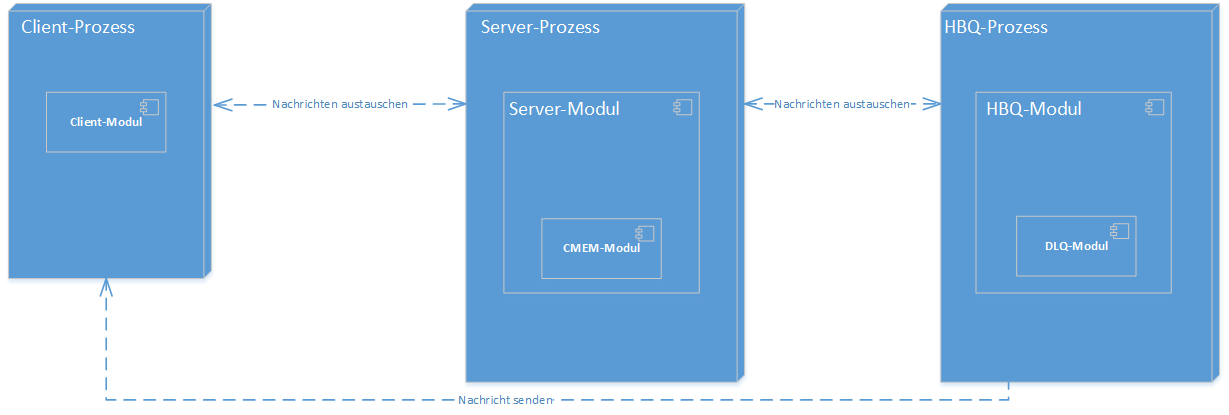 Client-Prozess
Server-Prozess
HBQ-Prozess
Nachrichten austauschen
Nachrichten austauschen
Client-Modul
Server-Modul
HBQ-Modul
CMEM-Modul
DLQ-Modul
Nachricht senden